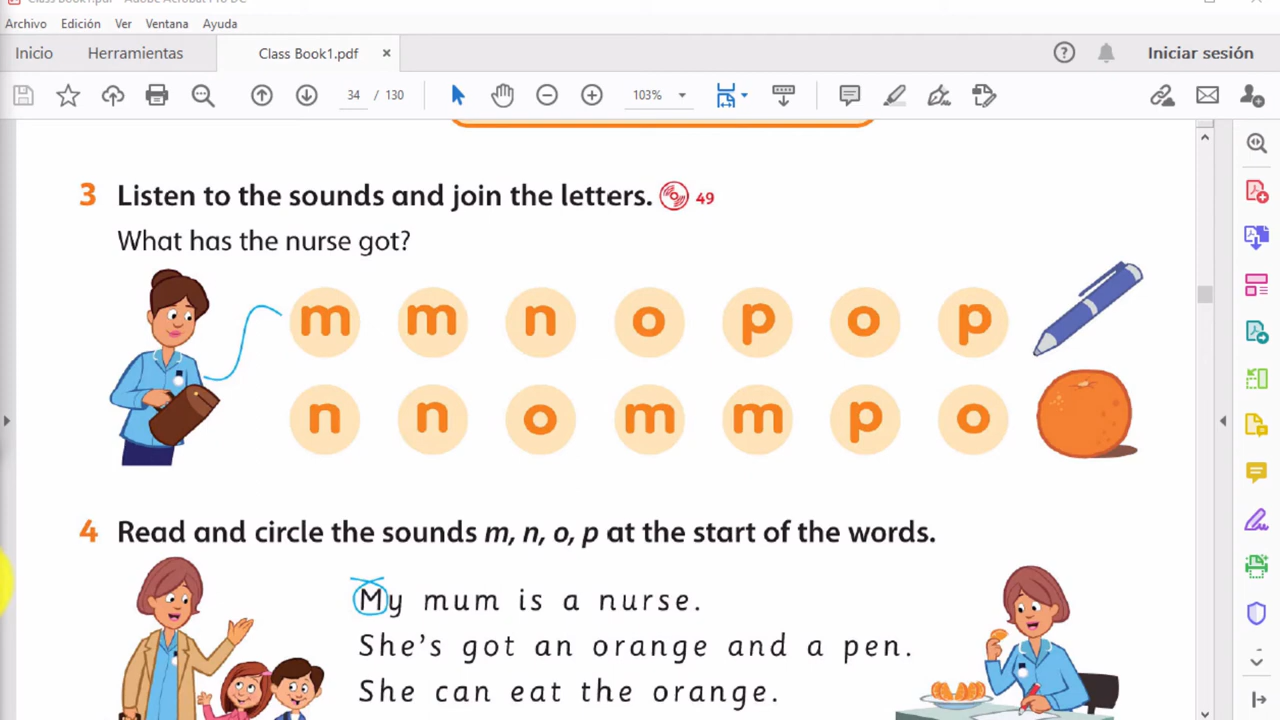 Archivo Edición Ver Ventana Ayuda
Inicio Herramientas Class Book1.pdf × Iniciar sesión
34 / 130 103%
3 Listen to the sounds and join the letters. 49
What has the nurse got?
m m n o p o p
n n o m m p o
4 Read and circle the sounds m, n, o, p at the start of the words.
My mum is a nurse.
She's got an orange and a pen.
She can eat the orange.